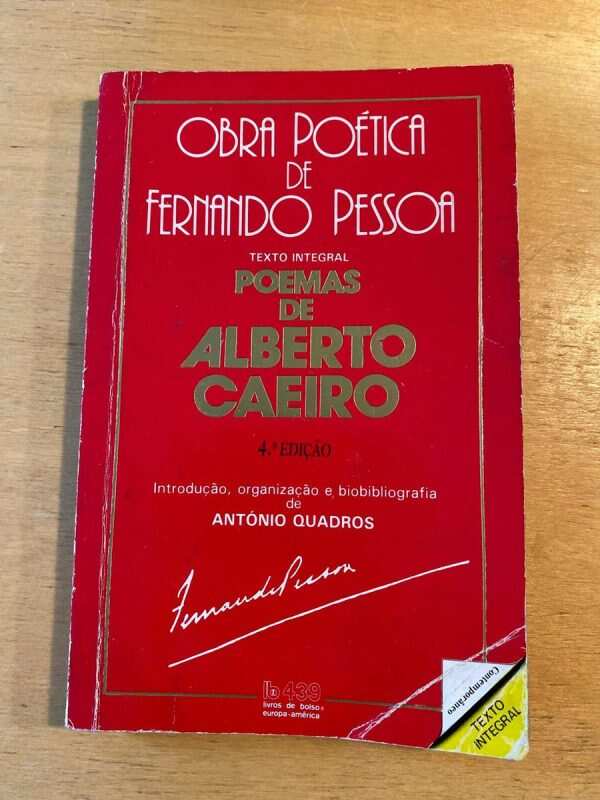 OBRA POÉTICA
DE
FERNANDO PESSOA
TEXTO INTEGRAL
POEMAS
DE
ALBERTO
CAEIRO
4.ª EDIÇÃO
Introdução, organização e biobibliografia
de
ANTÓNIO QUADROS
Fernando Pessoa
lb 439
livros de bolso
europa-américa
Contemporâneo
TEXTO
INTEGRAL